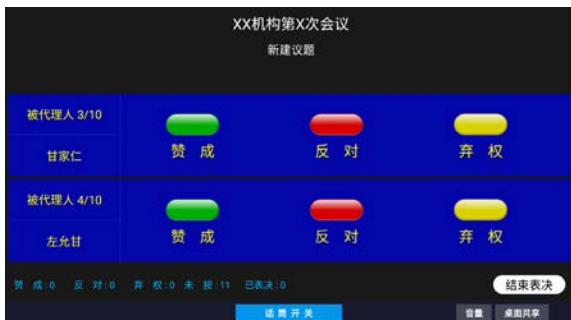 XX机构第X次会议
新建议题
被代理人 3/10
甘家仁
赞 成 反 对 弃 权
被代理人 4/10
左允甘
赞 成 反 对 弃 权
赞 成:0 反 对:0 弃 权:0 未 按:11 已表决:0
结束表决
话筒开关
音量 桌面共享